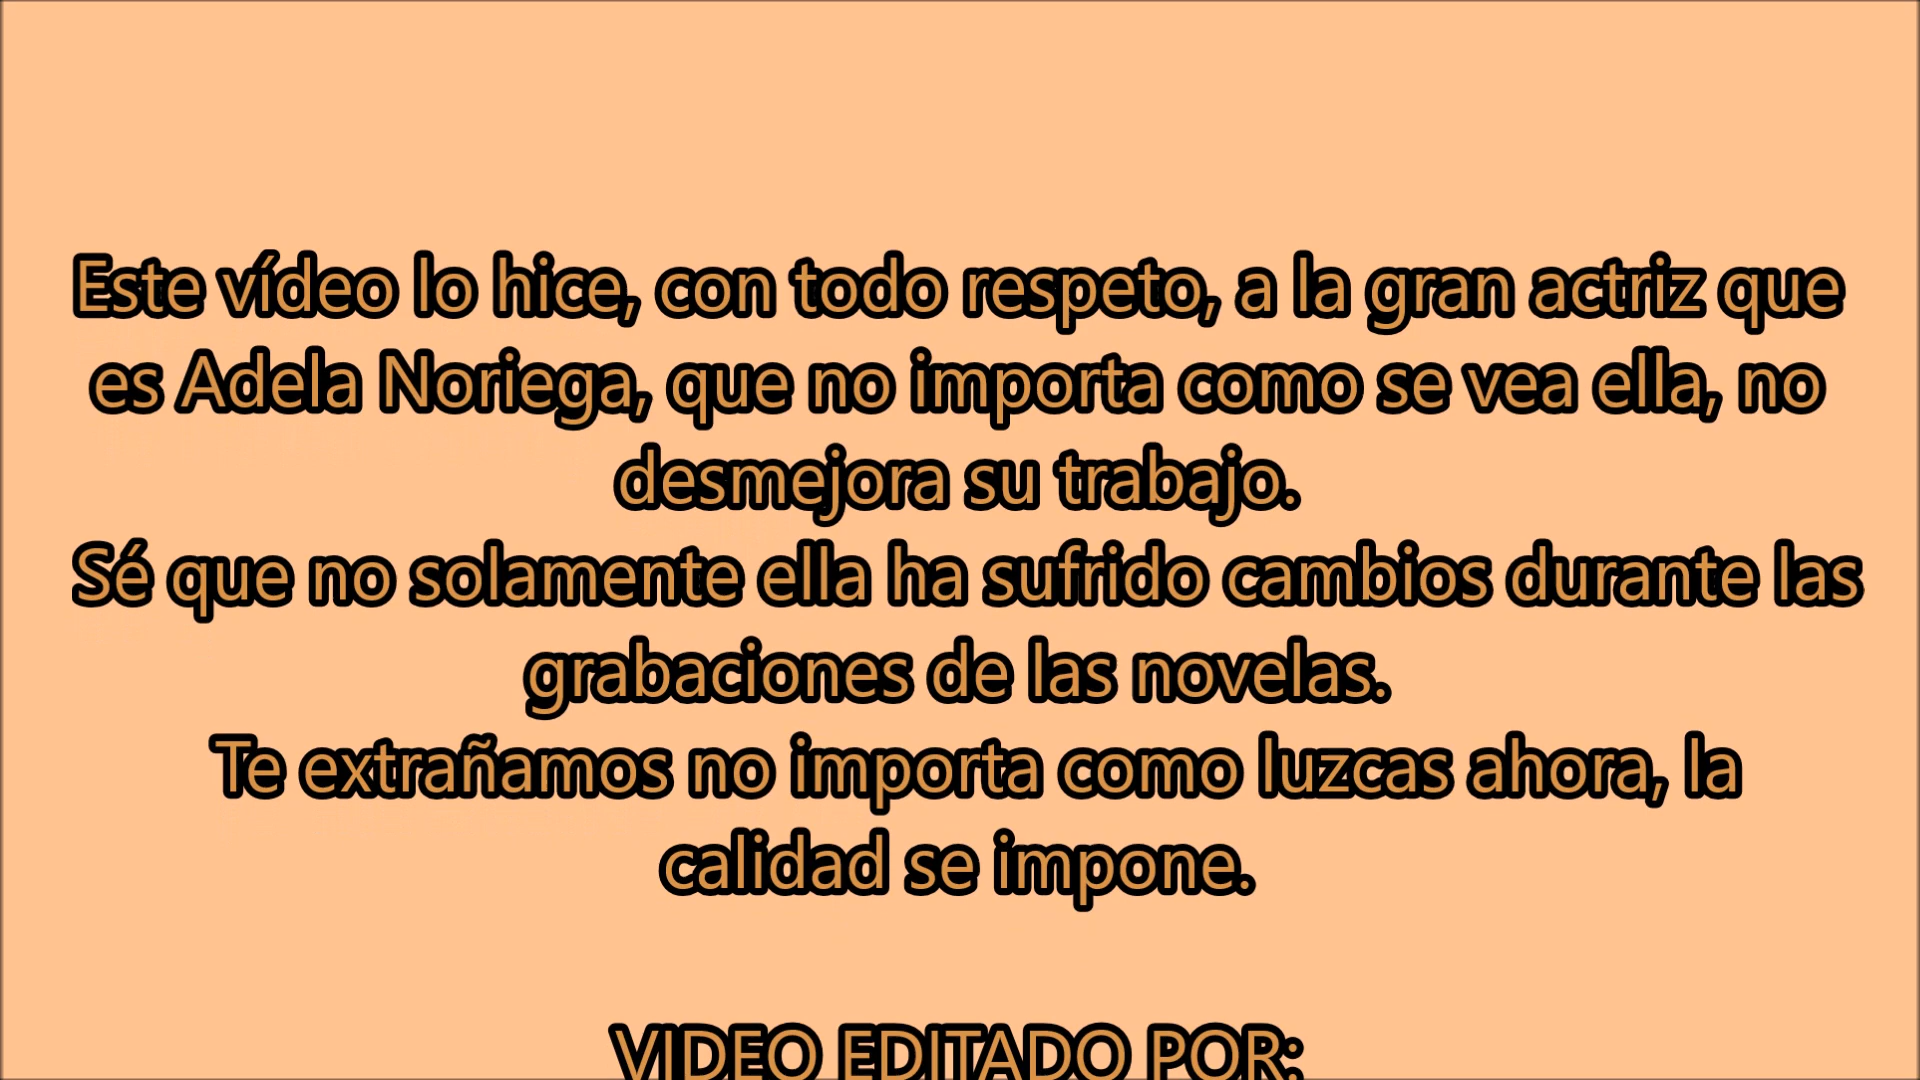 Este vídeo lo hice, con todo respeto, a la gran actriz que
es Adela Noriega, que no importa como se vea ella, no
desmejora su trabajo.
Sé que no solamente ella ha sufrido cambios durante las
grabaciones de las novelas.
Te extrañamos no importa como luzcas ahora, la
calidad se impone.
VIDEO EDITADO POR: